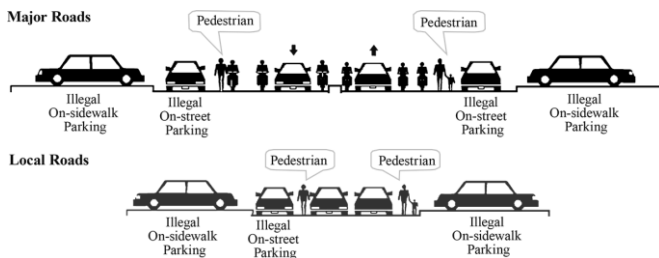 Major Roads
Pedestrian
Pedestrian
Illegal
On-sidewalk
Parking
Illegal
On-street
Parking
Illegal
On-street
Parking
Illegal
On-sidewalk
Parking
Local Roads
Pedestrian
Pedestrian
Illegal
On-sidewalk
Parking
Illegal
On-street
Parking
Illegal
On-sidewalk
Parking